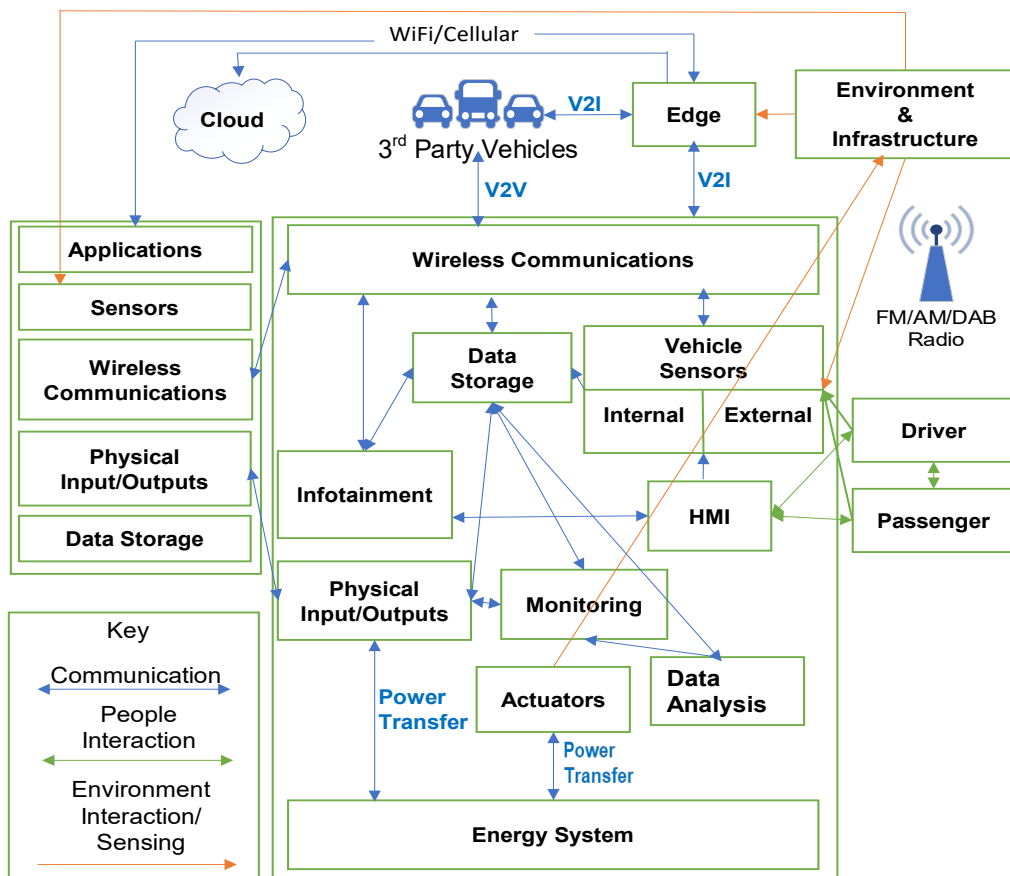 WiFi/Cellular
Cloud
3rd Party Vehicles
V2I
Edge
Environment
&
Infrastructure
V2V
V2I
FM/AM/DAB
Radio
Applications
Sensors
Wireless
Communications
Physical
Input/Outputs
Data Storage
Wireless Communications
Data
Storage
Vehicle
Sensors
Internal
External
Infotainment
HMI
Driver
Passenger
Physical
Input/Outputs
Monitoring
Actuators
Data
Analysis
Power
Transfer
Power
Transfer
Energy System
Key
Communication
People
Interaction
Environment
Interaction/
Sensing